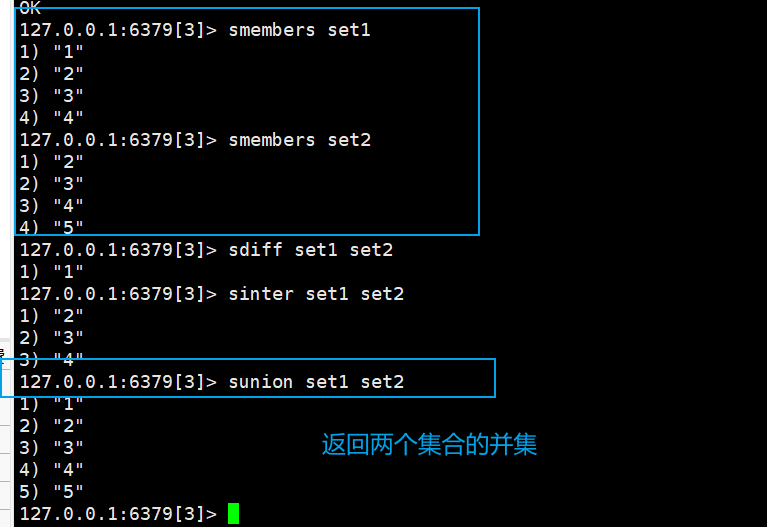 OK
127.0.0.1:6379[3]> smembers set1
1) "1"
2) "2"
3) "3"
4) "4"
127.0.0.1:6379[3]> smembers set2
1) "2"
2) "3"
3) "4"
4) "5"
127.0.0.1:6379[3]> sdiff set1 set2
1) "1"
127.0.0.1:6379[3]> sinter set1 set2
1) "2"
2) "3"
3) "4"
127.0.0.1:6379[3]> sunion set1 set2
1) "1"
2) "2"
3) "3"
返回两个集合的并集
4) "4"
5) "5"
127.0.0.1:6379[3]>